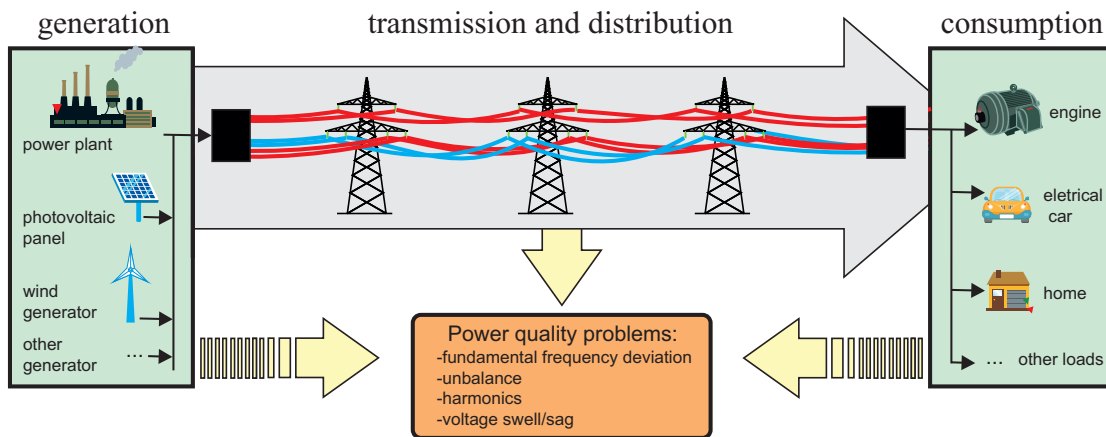 generation
transmission and distribution
consumption
power plant
photovoltaic
panel
wind
generator
other
generator
...
engine
eletrical
car
home
... other loads
Power quality problems:
-fundamental frequency deviation
-unbalance
-harmonics
-voltage swell/sag